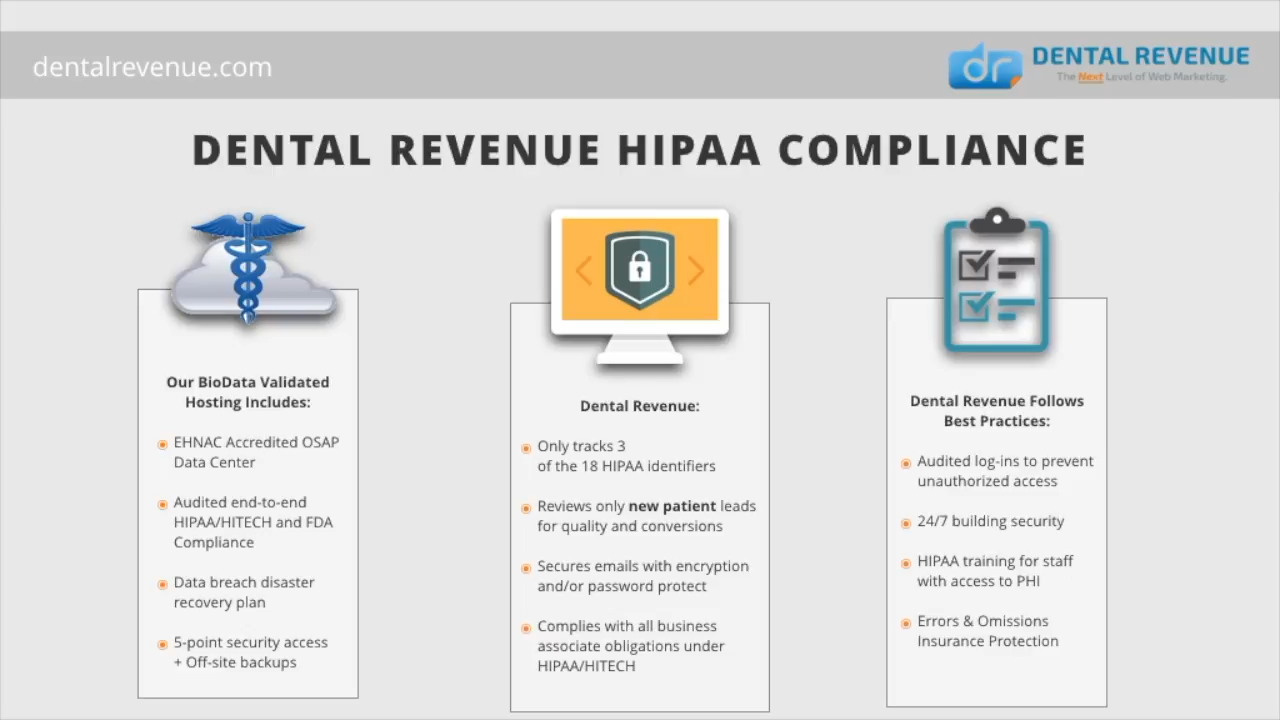 dentalrevenue.com
dr
DENTAL REVENUE
The Next Level of Web Marketing.
DENTAL REVENUE HIPAA COMPLIANCE
Our BioData Validated
Hosting Includes:
EHNAC Accredited OSAP
Data Center
Audited end-to-end
HIPAA/HITECH and FDA
Compliance
Data breach disaster
recovery plan
5-point security access
+ Off-site backups
Dental Revenue:
Only tracks 3
of the 18 HIPAA identifiers
Reviews only new patient leads
for quality and conversions
Secures emails with encryption
and/or password protect
Complies with all business
associate obligations under
HIPAA/HITECH
Dental Revenue Follows
Best Practices:
Audited log-ins to prevent
unauthorized access
24/7 building security
HIPAA training for staff
with access to PHI
Errors & Omissions
Insurance Protection